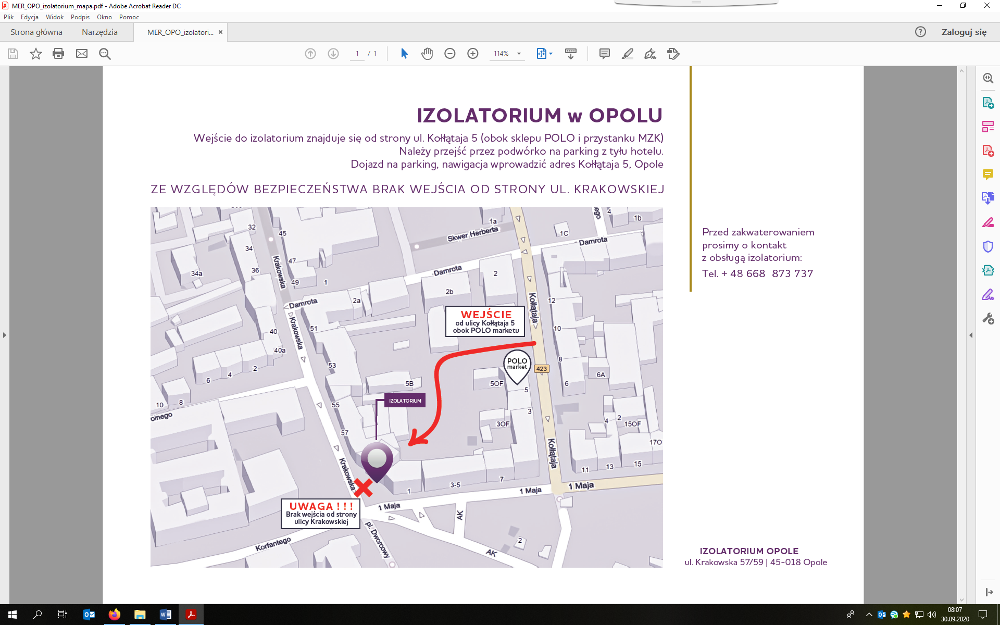 MER_OPO_izolatorium_mapa.pdf - Adobe Acrobat Reader DC
Plik Edycja Widok Podpis Okno Pomoc
Strona główna Narzędzia MER_OPO_izolatori... Zaloguj się
1 / 1 114%
IZOLATORIUM w OPOLU
Wejście do izolatorium znajduje się od strony ul. Kołłątaja 5 (obok sklepu POLO i przystanku MZK)
Należy przejść przez podwórko na parking z tyłu hotelu.
Dojazd na parking, nawigacja wprowadzić adres Kołłątaja 5, Opole
ZE WZGLĘDÓW BEZPIECZEŃSTWA BRAK WEJŚCIA OD STRONY UL. KRAKOWSKIEJ
Przed zakwaterowaniem
prosimy o kontakt
z obsługą izolatorium:
Tel. + 48 668 873 737
4
1b
1a
32
45
Skwer Herberta
1C
Damrota
34
47
Krakowska
34a
36
Damrota
2
49
1
2b
Damrota
2a
Kołłątaja
12
WEJŚCIE
od ulicy Kołłątaja 5
obok POLO marketu
Krakowska
51
10
40
40a
53
2
4
6
POLO
market
8
423
6A
5B
5OF
5
6
10
8
55
IZOLATORIUM
olnego
3
3OF
4
2
15OF
57
17O
Kołłątaja
Krakowska
11
13
15
7
3-5
1
1 Maja
1 Maja
UWAGA ! ! !
Brak wejścia od strony
ulicy Krakowskiej
1 Maja
AK
pl. Dworcowy
Korfantego
2
AK
IZOLATORIUM OPOLE
ul. Krakowska 57/59 | 45-018 Opole
08:07
30.09.2020